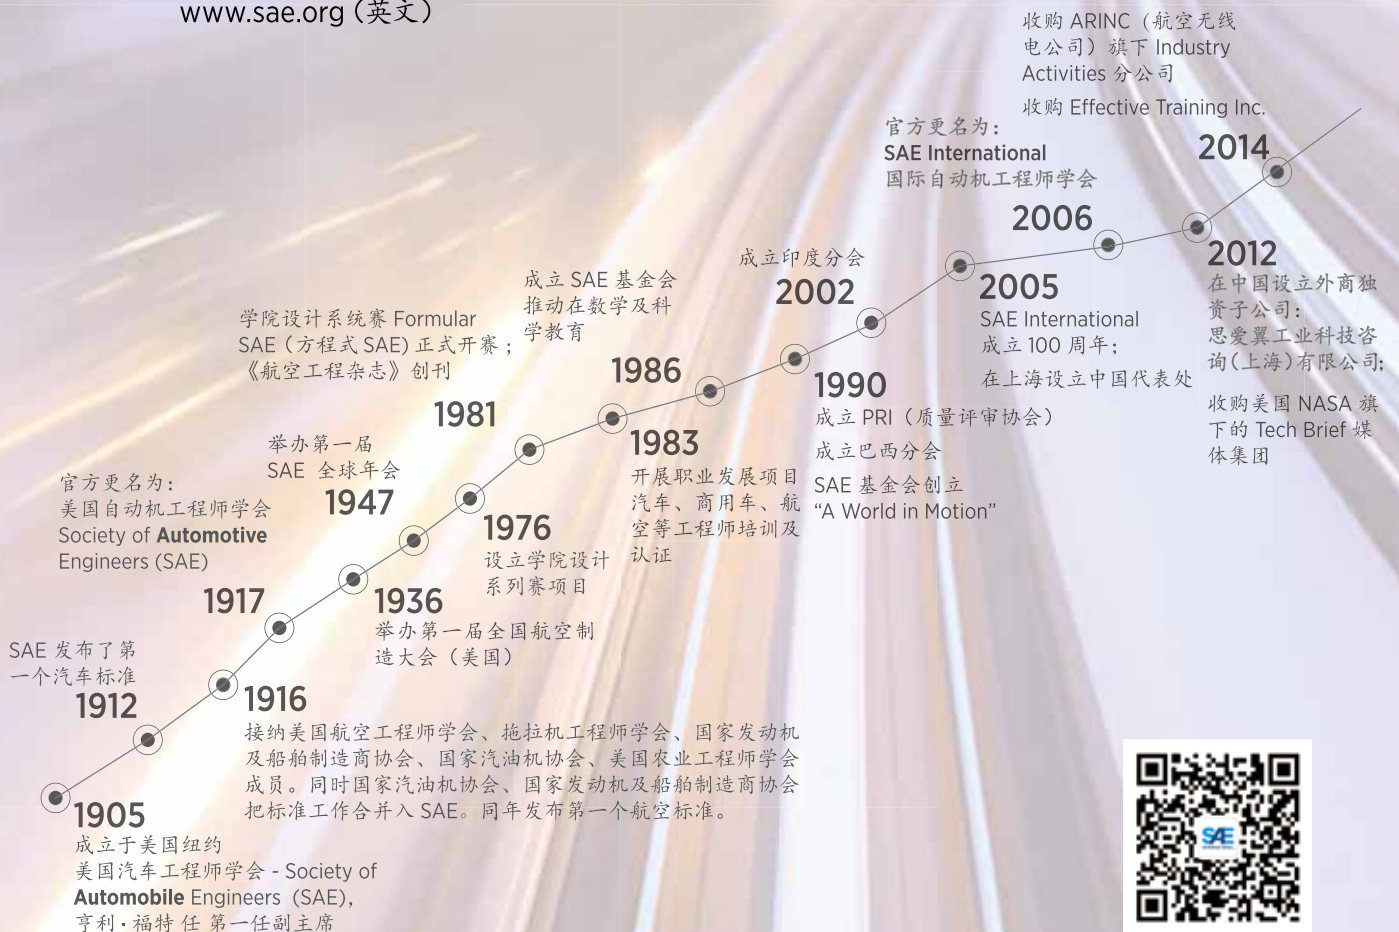 www.sae.org (英文)
收购 ARINC（航空无线
电公司）旗下 Industry
Activities 分公司
收购 Effective Training Inc.
2014
官方更名为：
SAE International
国际自动机工程师学会
2006
2012
在中国设立外商独
资子公司：
思爱翼工业科技咨
询(上海)有限公司;
收购美国 NASA 旗
下的 Tech Brief 媒
体集团
成立印度分会
2002
2005
SAE International
成立 100 周年；
在上海设立中国代表处
成立 SAE 基金会
推动在数学及科
学教育
1986
1990
成立 PRI（质量评审协会）
成立巴西分会
SAE 基金会创立
“A World in Motion”
学院设计系统赛 Formular
SAE（方程式 SAE) 正式开赛；
《航空工程杂志》创刊
1981
1983
开展职业发展项目
汽车、商用车、航
空等工程师培训及
认证
举办第一届
SAE 全球年会
1947
1976
设立学院设计
系列赛项目
官方更名为：
美国自动机工程师学会
Society of Automotive
Engineers (SAE)
1917
1936
举办第一届全国航空制
造大会（美国）
SAE 发布了第
一个汽车标准
1912
1916
接纳美国航空工程师学会、拖拉机工程师学会、国家发动机
及船舶制造商协会、国家汽油机协会、美国农业工程师学会
成员。同时国家汽油机协会、国家发动机及船舶制造商协会
把标准工作合并入 SAE。同年发布第一个航空标准。
1905
成立于美国纽约
美国汽车工程师学会 - Society of
Automobile Engineers (SAE),
亨利·福特 任 第一任副主席
SAE
INTERNATIONAL